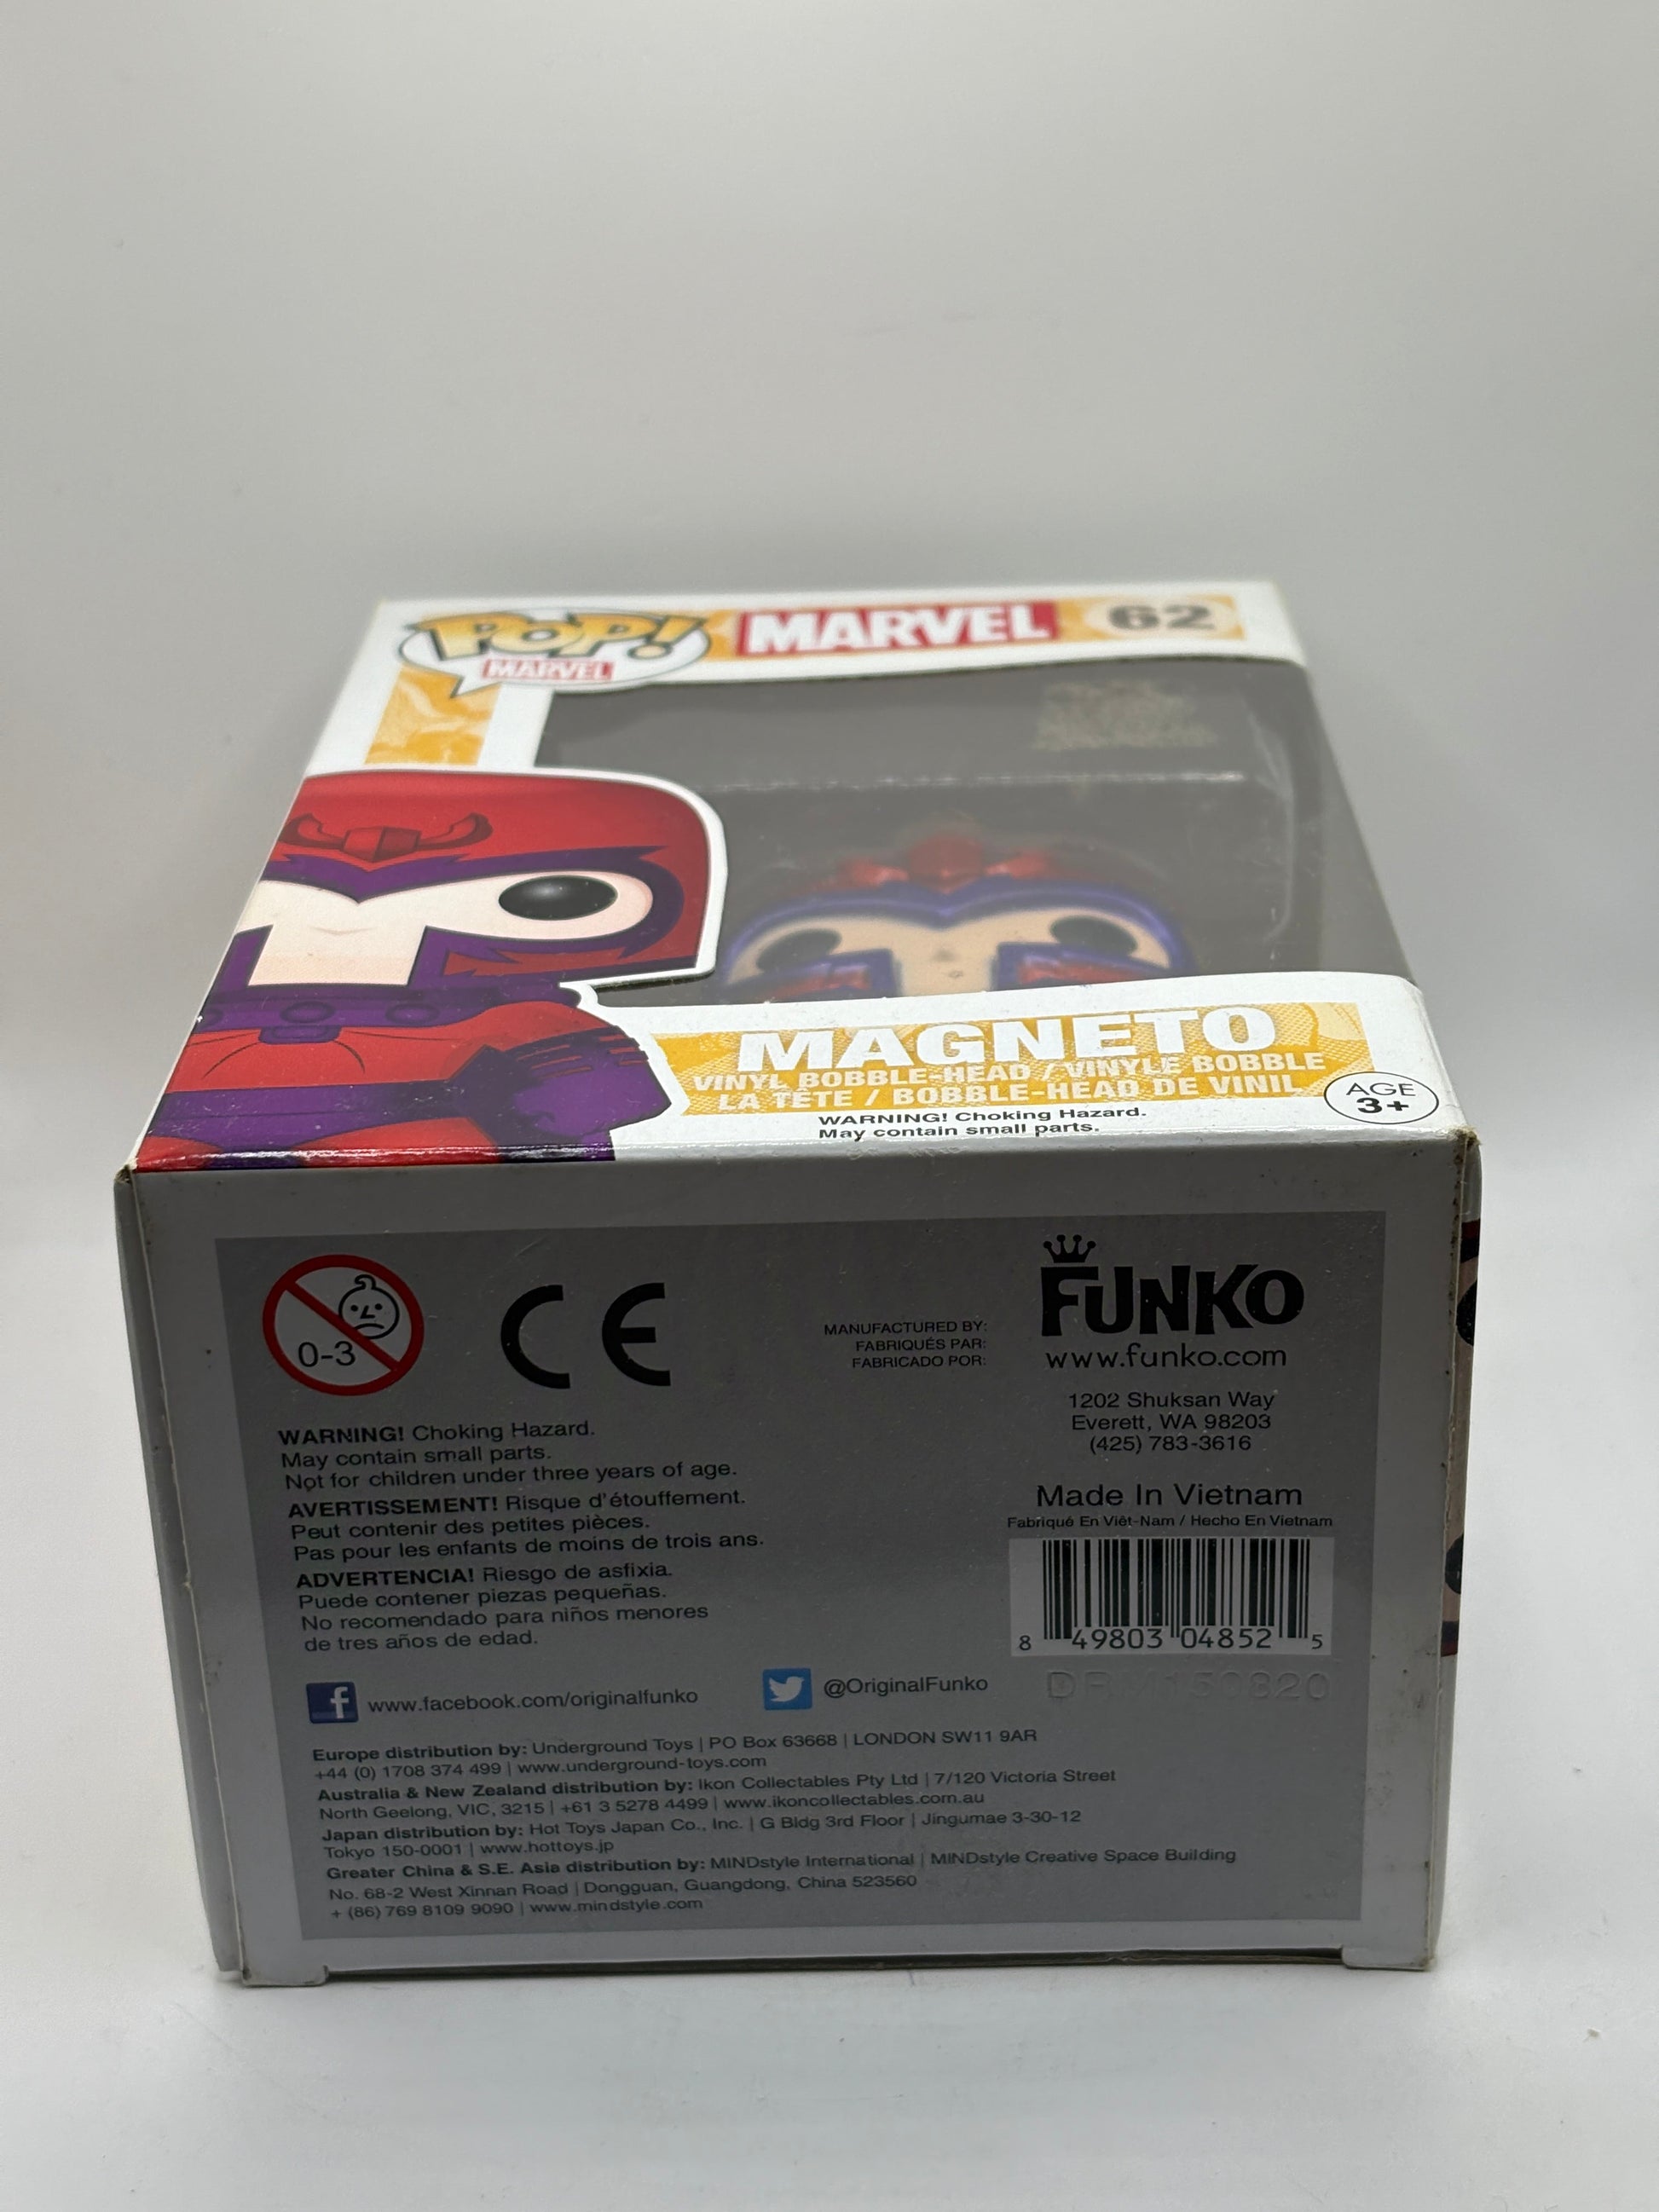 POP!
MARVEL
MARVEL
62
MAGNETO
VINYL BOBBLE-HEAD / VINYLE BOBBLE
LA TÊTE / BOBBLE-HEAD DE VINIL
WARNING! Choking Hazard.
May contain small parts.
AGE
3+
0-3
CE
MANUFACTURED BY:
FABRIQUÉS PAR:
FABRICADO POR:
FUNKO
www.funko.com
1202 Shuksan Way
Everett, WA 98203
(425) 783-3616
Made In Vietnam
Fabriqué En Viêt-Nam / Hecho En Vietnam
8 49803 04852 5
WARNING! Choking Hazard.
May contain small parts.
Not for children under three years of age.
AVERTISSEMENT! Risque d'étouffement.
Peut contenir des petites pièces.
Pas pour les enfants de moins de trois ans.
ADVERTENCIA! Riesgo de asfixia.
Puede contener piezas pequeñas.
No recomendado para niños menores
de tres años de edad.
f www.facebook.com/originalfunko
@OriginalFunko
Europe distribution by: Underground Toys | PO Box 63668 | LONDON SW11 9AR
+44 (0) 1708 374 499 | www.underground-toys.com
Australia & New Zealand distribution by: Ikon Collectables Pty Ltd | 7/120 Victoria Street
North Geelong, VIC, 3215 | +61 3 5278 4499 | www.ikoncollectables.com.au
Japan distribution by: Hot Toys Japan Co., Inc. | G Bldg 3rd Floor | Jingumae 3-30-12
Tokyo 150-0001 | www.hottoys.jp
Greater China & S.E. Asia distribution by: MINDstyle International | MINDstyle Creative Space Building
No. 68-2 West Xinnan Road | Dongguan, Guangdong, China 523560
+ (86) 769 8109 9090 | www.mindstyle.com